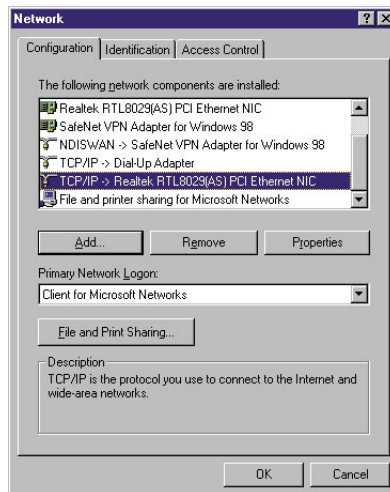 Network
Configuration Identification Access Control
The following network components are installed:
Realtek RTL8029(AS) PCI Ethernet NIC
SafeNet VPN Adapter for Windows 98
NDISWAN -> SafeNet VPN Adapter for Windows 98
TCP/IP -> Dial-Up Adapter
TCP/IP -> Realtek RTL8029(AS) PCI Ethernet NIC
File and printer sharing for Microsoft Networks
Add... Remove Properties
Primary Network Logon:
Client for Microsoft Networks
File and Print Sharing...
Description
TCP/IP is the protocol you use to connect to the Internet and
wide-area networks.
OK Cancel